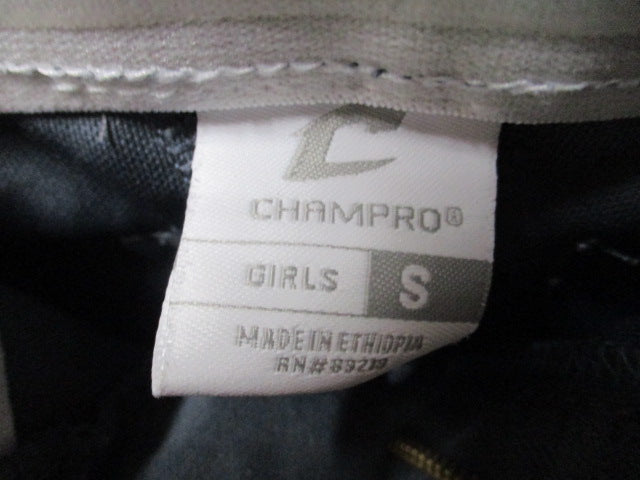 CHAMPRO®
GIRLS S
MADE IN ETHIOPIA
RN# 89219